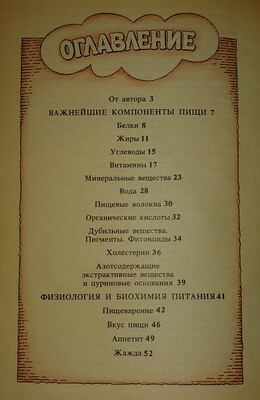 ОГЛАВЛЕНИЕ
От автора 3
ВАЖНЕЙШИЕ КОМПОНЕНТЫ ПИЩИ 7
Белки 8
Жиры 11
Углеводы 15
Витамины 17
Минеральные вещества 23
Вода 28
Пищевые волокна 30
Органические кислоты 32
Дубильные вещества.
Пигменты. Фитонциды 34
Холестерин 36
Азотсодержащие
экстрактивные вещества
и пуриновые основания 39
ФИЗИОЛОГИЯ И БИОХИМИЯ ПИТАНИЯ 41
Пищеварение 42
Вкус пищи 46
Аппетит 49
Жажда 52